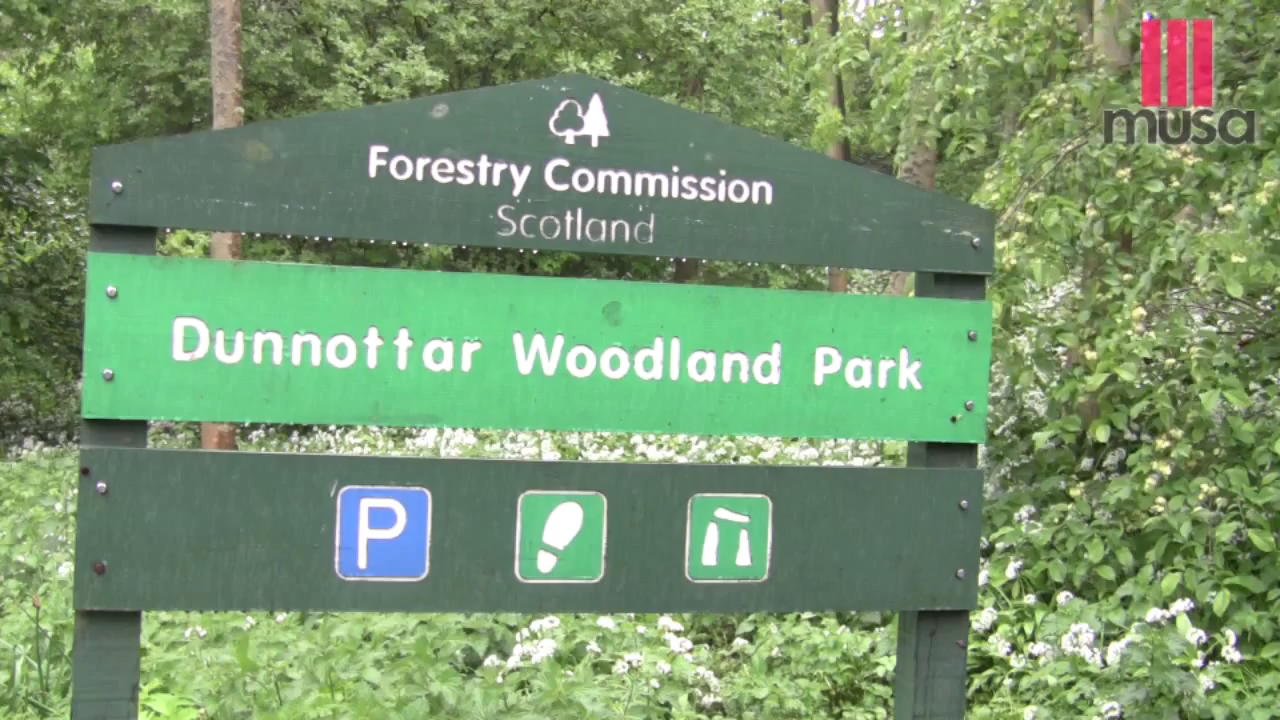 musa
Forestry Commission
Scotland
Dunnottar Woodland Park
P